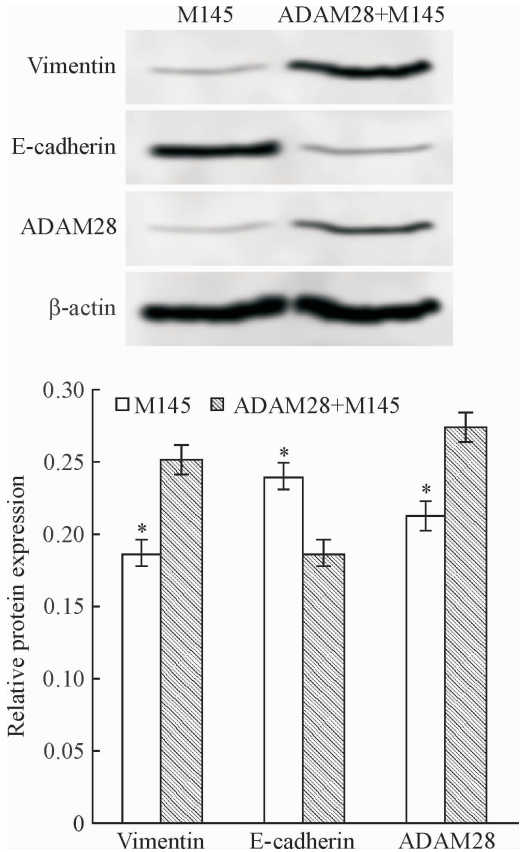 M145 ADAM28+M145
Vimentin
E-cadherin
ADAM28
β-actin
Relative protein expression
0.30
0.25
0.20
0.15
0.10
0.05
0
M145 ADAM28+M145
*
*
*
Vimentin E-cadherin ADAM28